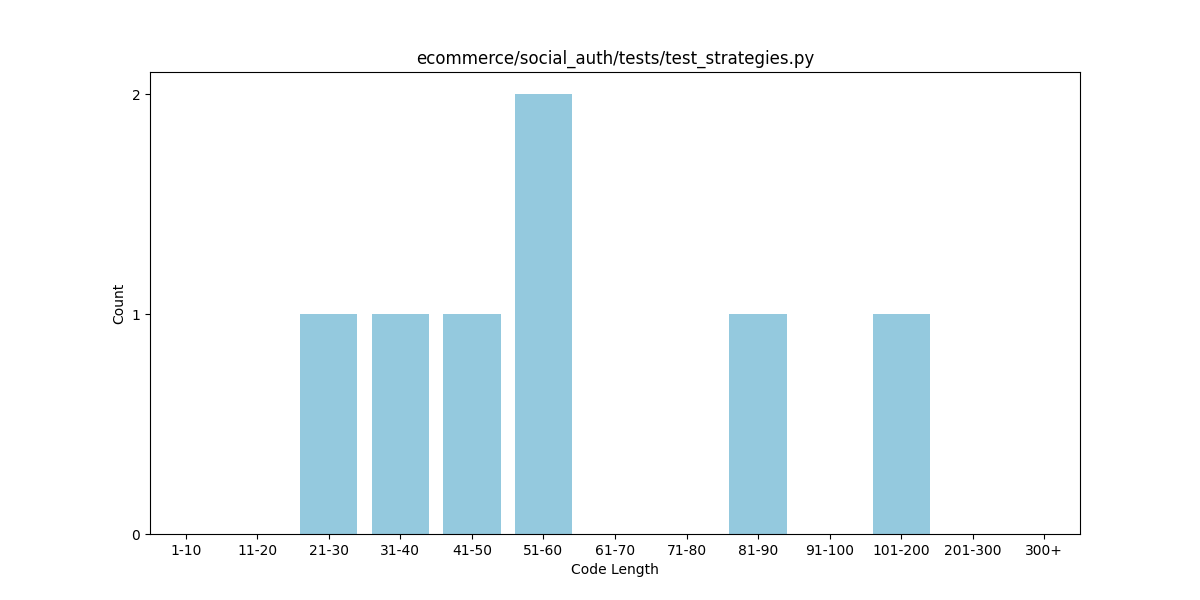 ecommerce/social_auth/tests/test_strategies.py
Count
2
1
0
1-10 11-20 21-30 31-40 41-50 51-60 61-70 71-80 81-90 91-100 101-200 201-300 300+
Code Length